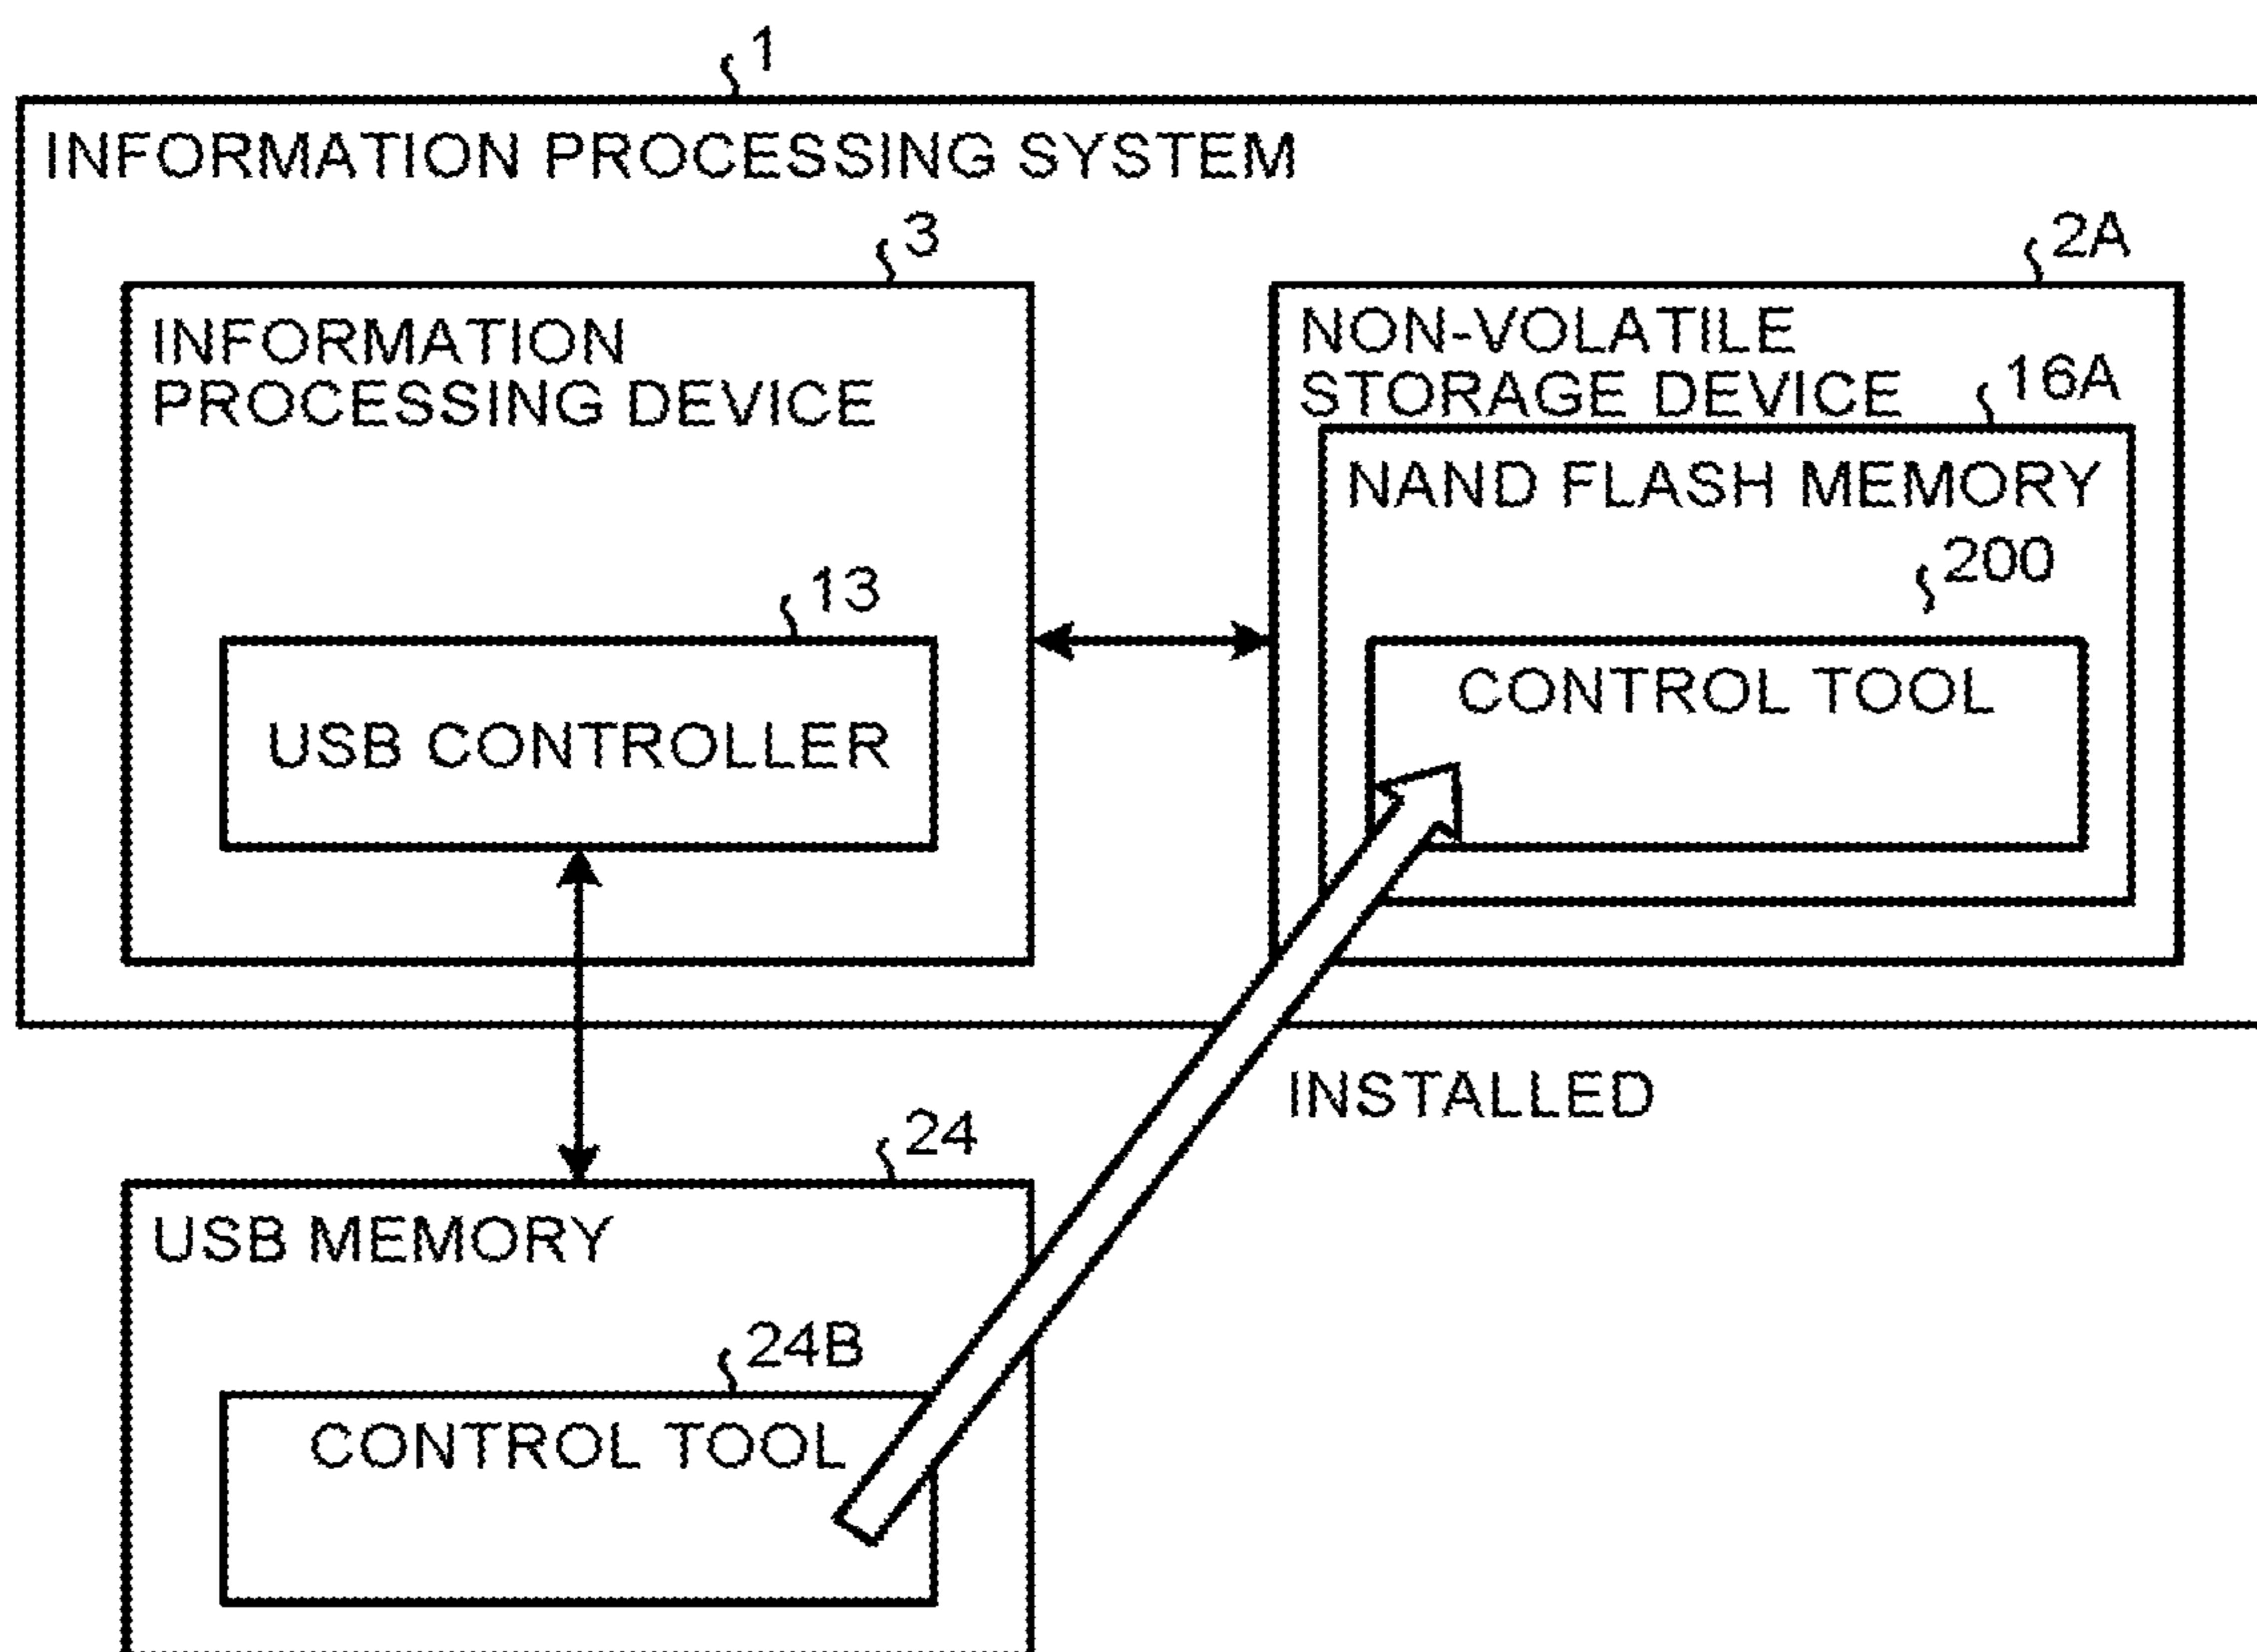 1
INFORMATION PROCESSING SYSTEM
3
INFORMATION
PROCESSING DEVICE
13
USB CONTROLLER
2A
NON-VOLATILE
STORAGE DEVICE
16A
NAND FLASH MEMORY
200
CONTROL TOOL
INSTALLED
24
USB MEMORY
24B
CONTROL TOOL